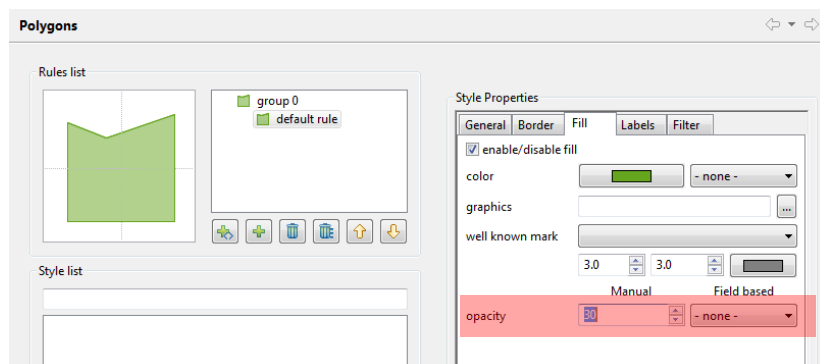 Polygons
Rules list
group 0
default rule
Style list
Style Properties
General Border Fill Labels Filter
enable/disable fill
color - none -
graphics ...
well known mark
3.0 3.0
Manual Field based
opacity 30 - none -